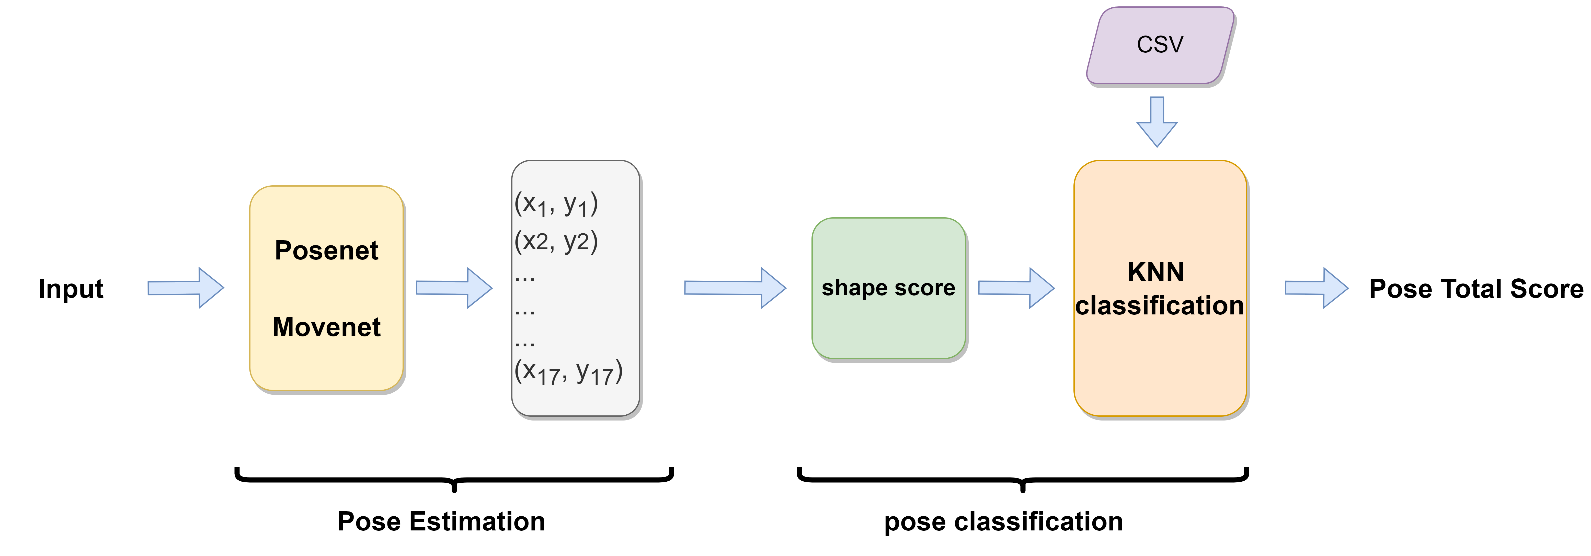 CSV
Input
Posenet
Movenet
(x1, y1)
(x2, y2)
...
...
...
(x17, y17)
shape score
KNN
classification
Pose Total Score
Pose Estimation
pose classification